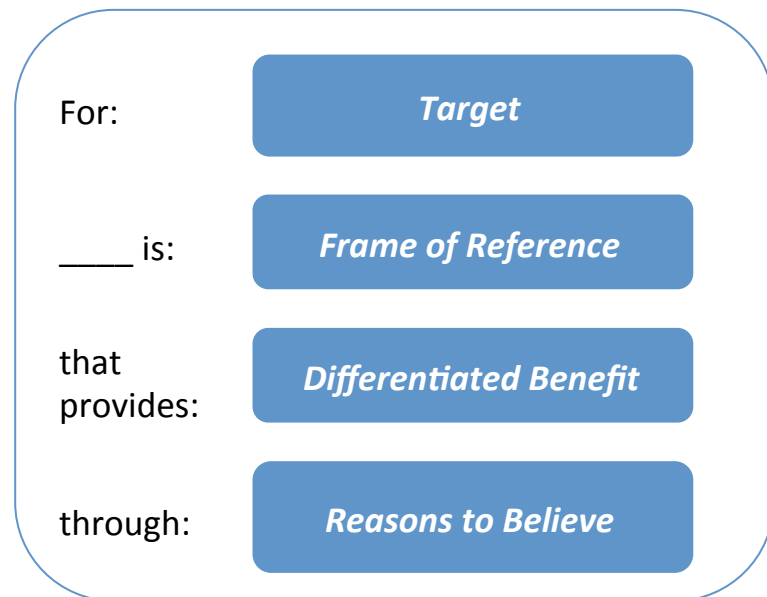 For:
Target
____ is:
Frame of Reference
that
provides:
Differentiated Benefit
through:
Reasons to Believe